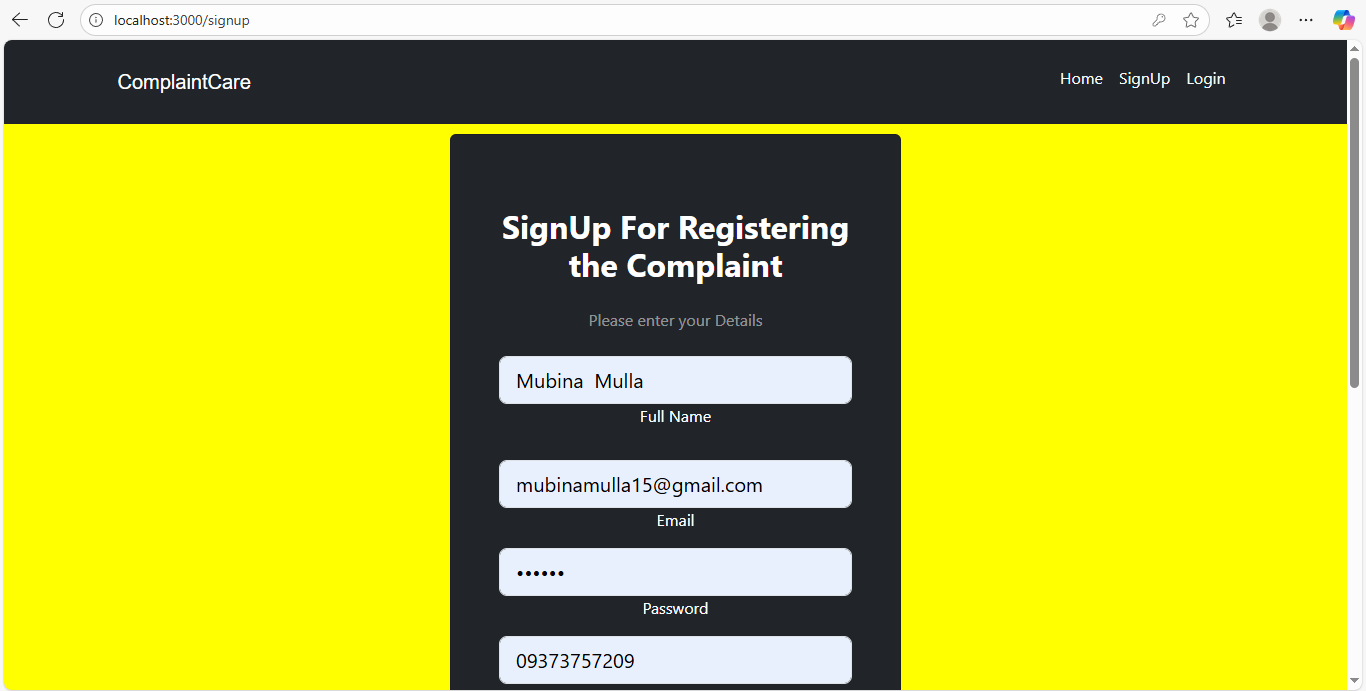 localhost:3000/signup
ComplaintCare
Home SignUp Login
SignUp For Registering
the Complaint
Please enter your Details
Mubina  Mulla
Full Name
mubinamulla15@gmail.com
Email
••••••
Password
09373757209